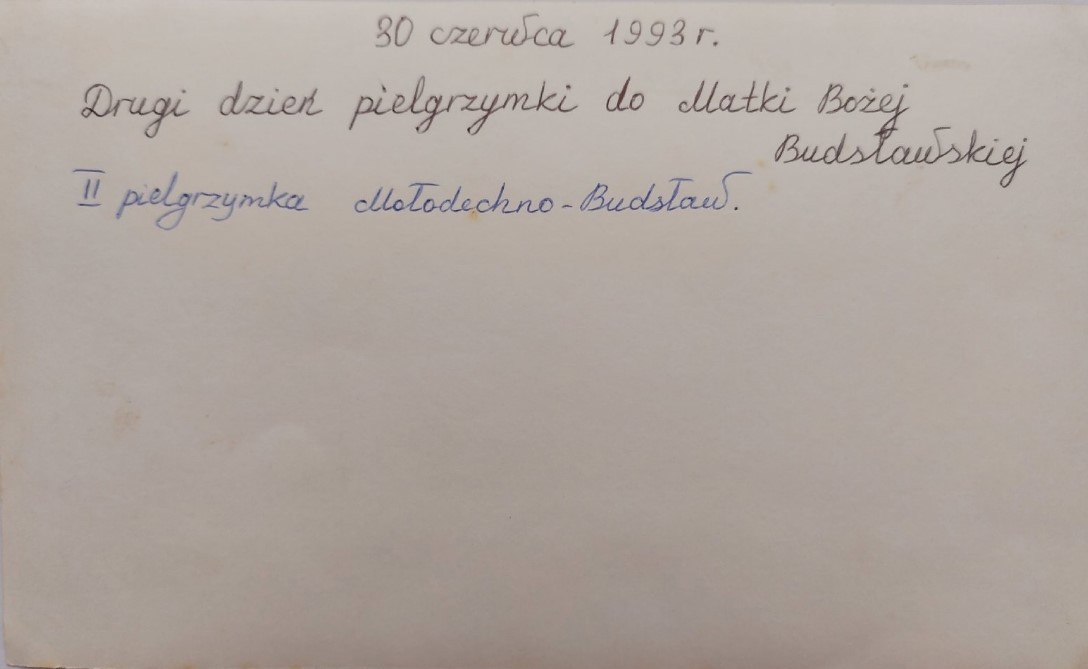 30 czerwca 1993 r.
Drugi dzień pielgrzymki do Matki Bożej
Budsławskiej
II pielgrzymka Mołodechno-Budsław.